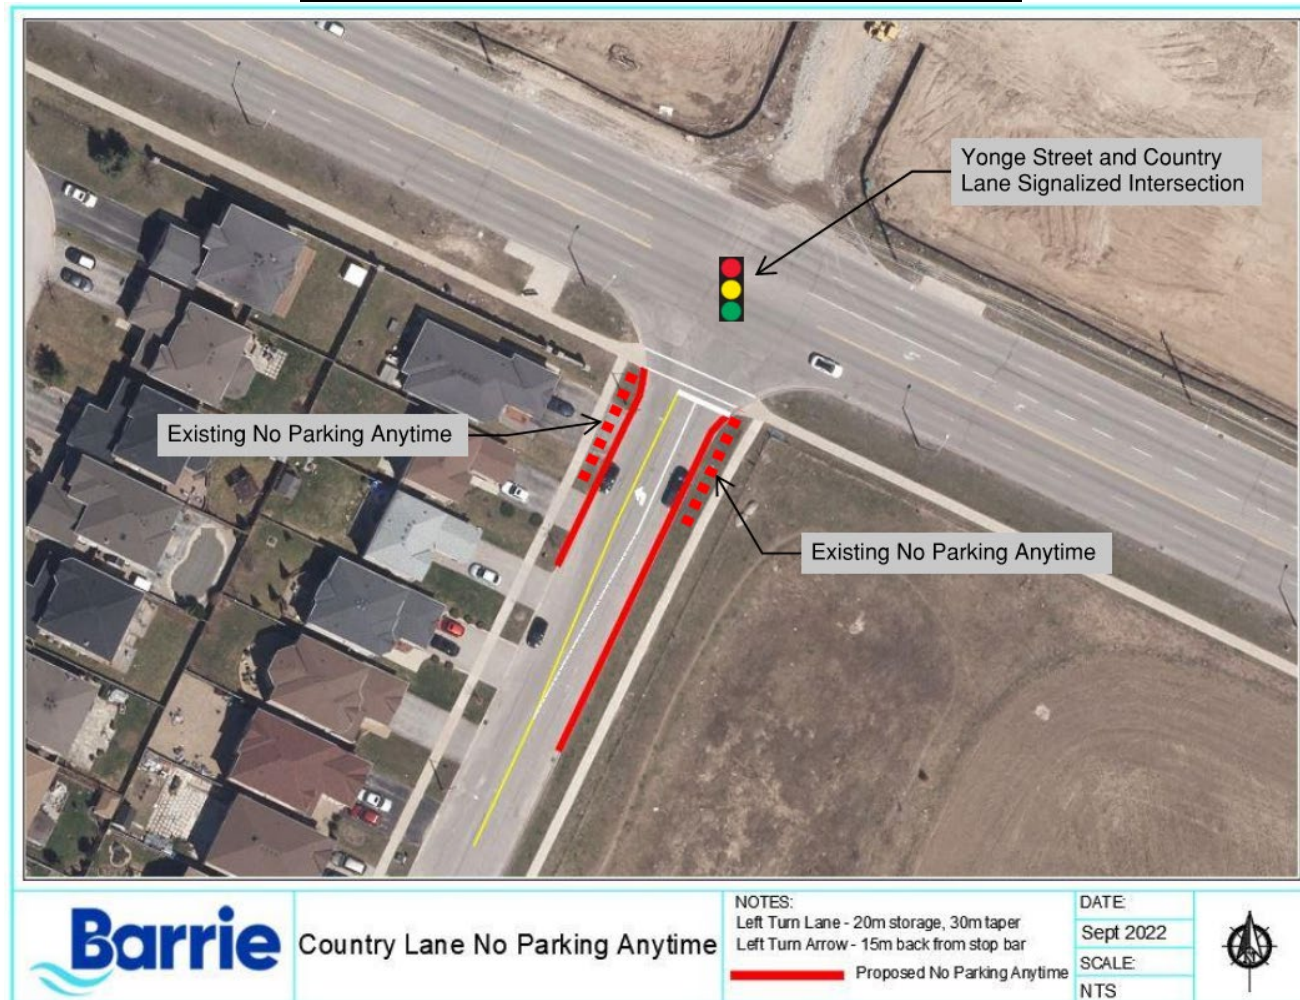 Yonge Street and Country
Lane Signalized Intersection
Existing No Parking Anytime
Existing No Parking Anytime
Barrie
Country Lane No Parking Anytime
NOTES:
Left Turn Lane - 20m storage, 30m taper
Left Turn Arrow - 15m back from stop bar
Proposed No Parking Anytime
DATE:
Sept 2022
SCALE:
NTS